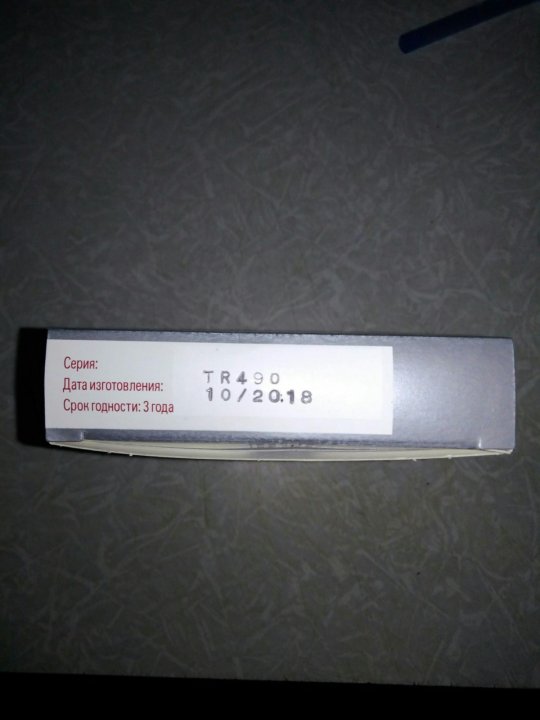 Серия: TR490
Дата изготовления: 10/2018
Срок годности: 3 года